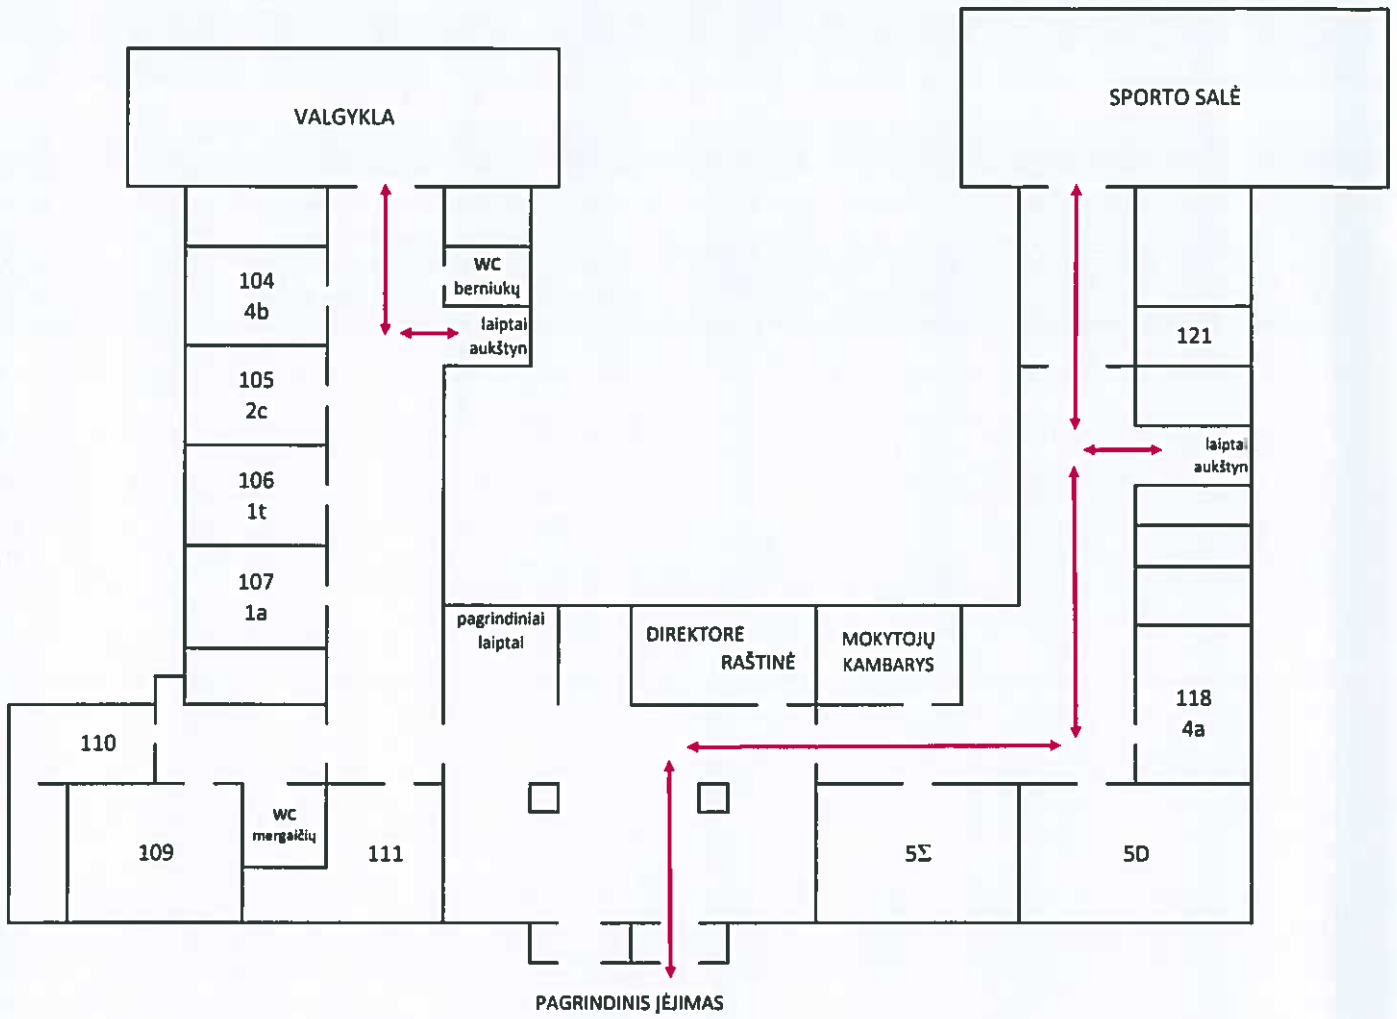 VALGYKLA
SPORTO SALĖ
104
4b
WC
berniukų
laiptai
aukštyn
105
2c
106
1t
107
1a
121
laiptai
aukštyn
pagrindiniai
laiptai
DIREKTORĖ
RAŠTINĖ
MOKYTOJŲ
KAMBARYS
118
4a
110
109
WC
mergaičių
111
5Σ
5D
PAGRINDINIS ĮĖJIMAS